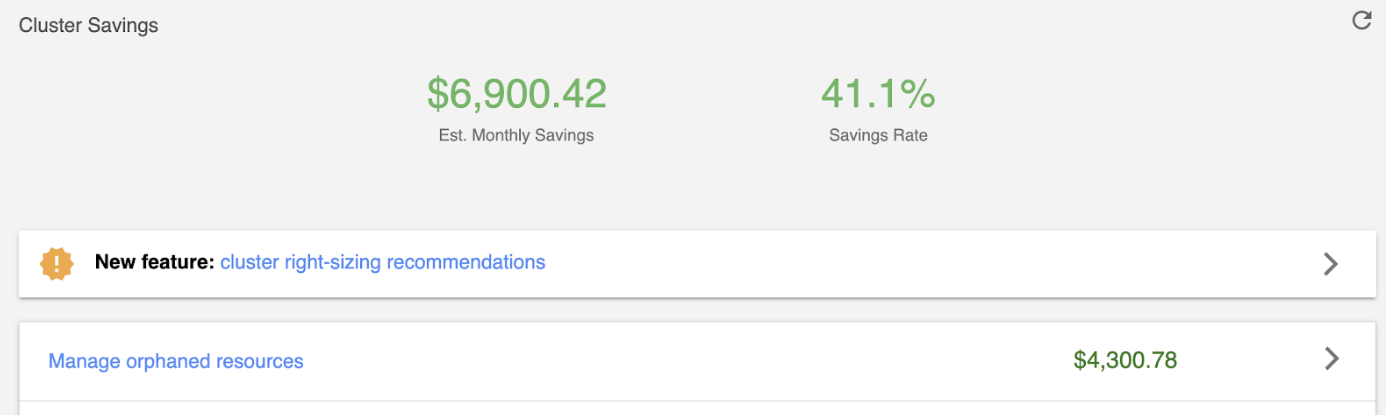 Cluster Savings
$6,900.42
41.1%
Est. Monthly Savings
Savings Rate
New feature: cluster right-sizing recommendations
Manage orphaned resources
$4,300.78